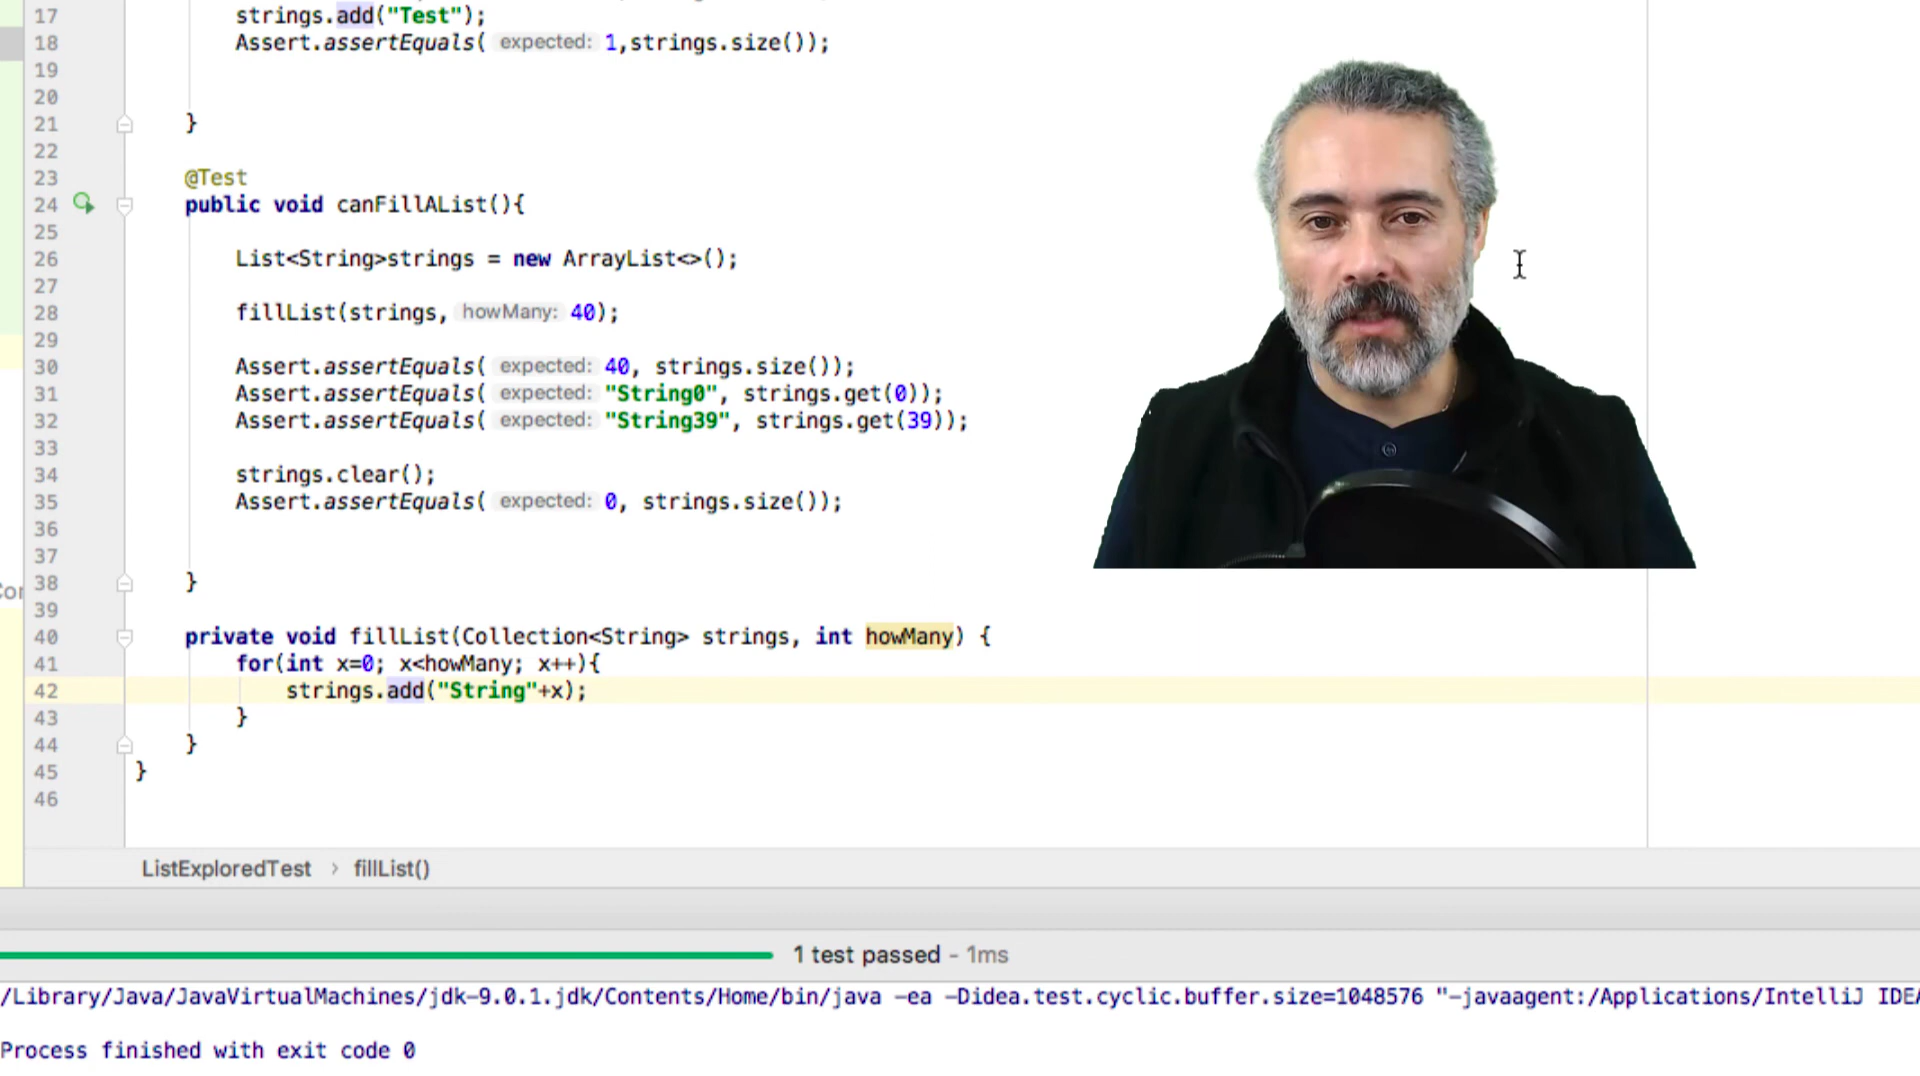 17 strings.add("Test");
18 Assert.assertEquals( expected: 1,strings.size());
19
20
21 }
22
23 @Test
24 public void canFillAList(){
25
26 List<String>strings = new ArrayList<>();
27
28 fillList(strings, howMany: 40);
29
30 Assert.assertEquals( expected: 40, strings.size());
31 Assert.assertEquals( expected: "String0", strings.get(0));
32 Assert.assertEquals( expected: "String39", strings.get(39));
33
34 strings.clear();
35 Assert.assertEquals( expected: 0, strings.size());
36
37
38 }
39
40 private void fillList(Collection<String> strings, int howMany) {
41 for(int x=0; x<howMany; x++){
42 strings.add("String"+x);
43 }
44 }
45 }
46
ListExploredTest › fillList()
1 test passed - 1ms
/Library/Java/JavaVirtualMachines/jdk-9.0.1.jdk/Contents/Home/bin/java -ea -Didea.test.cyclic.buffer.size=1048576 "-javaagent:/Applications/IntelliJ IDEA
Process finished with exit code 0